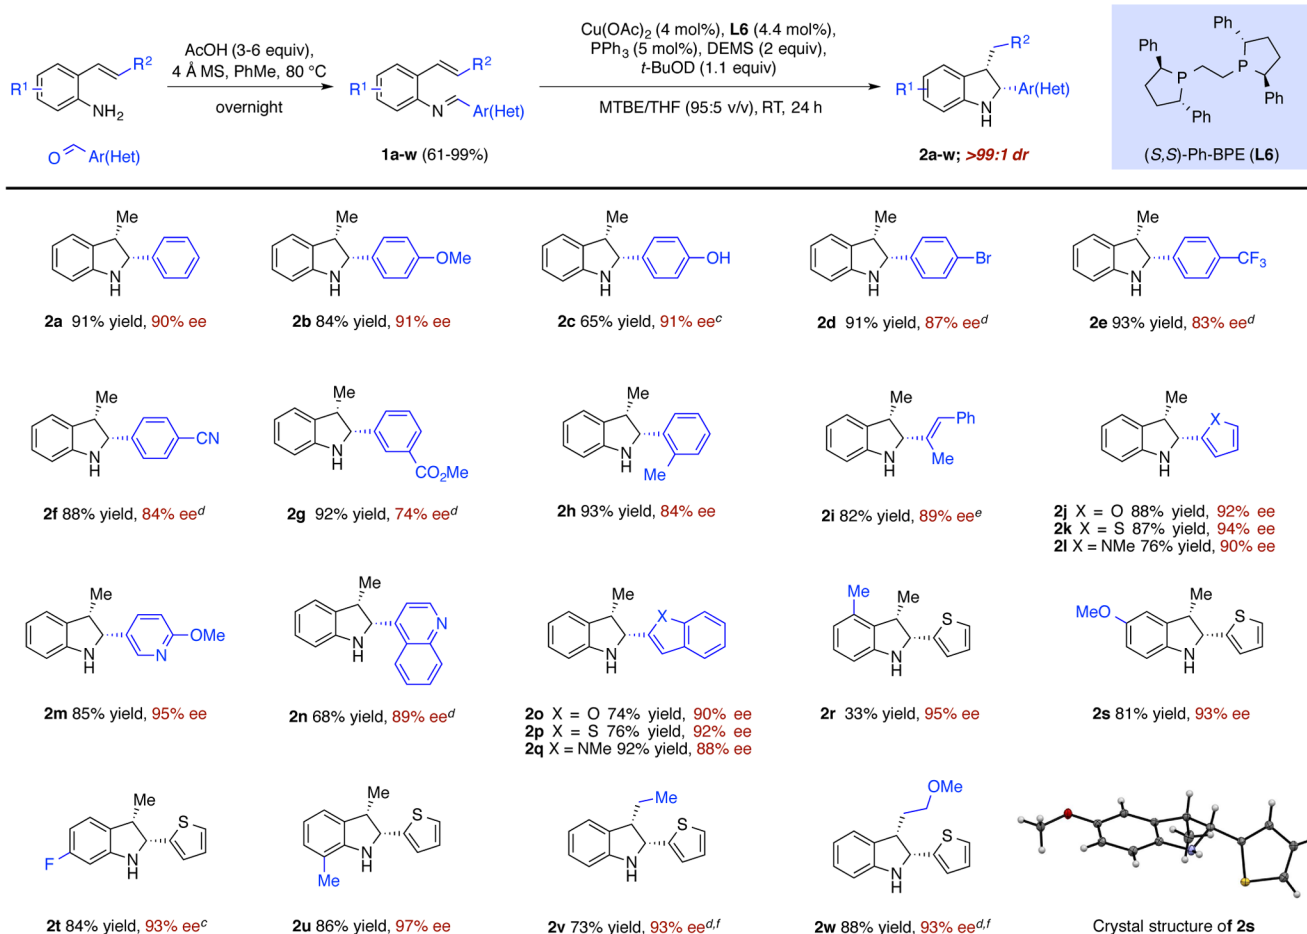 AcOH (3-6 equiv),
4 Å MS, PhMe, 80 °C
overnight
R¹
R²
NH₂
O
Ar(Het)
R¹
R²
N
Ar(Het)
1a-w (61-99%)
Cu(OAc)₂ (4 mol%), L6 (4.4 mol%),
PPh₃ (5 mol%), DEMS (2 equiv),
t-BuOD (1.1 equiv)
MTBE/THF (95:5 v/v), RT, 24 h
R²
R¹
Ar(Het)
N
H
2a-w; >99:1 dr
Ph
Ph
P
P
Ph
Ph
(S,S)-Ph-BPE (L6)
Me
N
H
2a 91% yield, 90% ee
Me
OMe
N
H
2b 84% yield, 91% ee
Me
OH
N
H
2c 65% yield, 91% eeᶜ
Me
Br
N
H
2d 91% yield, 87% eeᵈ
Me
CF₃
N
H
2e 93% yield, 83% eeᵈ
Me
CN
N
H
2f 88% yield, 84% eeᵈ
Me
N
H
CO₂Me
2g 92% yield, 74% eeᵈ
Me
N
H
Me
2h 93% yield, 84% ee
Me
Ph
N
H
Me
2i 82% yield, 89% eeᵉ
Me
X
N
H
2j X = O 88% yield, 92% ee
2k X = S 87% yield, 94% ee
2l X = NMe 76% yield, 90% ee
Me
OMe
N
N
H
2m 85% yield, 95% ee
Me
N
N
H
2n 68% yield, 89% eeᵈ
Me
X
N
H
2o X = O 74% yield, 90% ee
2p X = S 76% yield, 92% ee
2q X = NMe 92% yield, 88% ee
Me
Me
S
N
H
2r 33% yield, 95% ee
MeO
Me
S
N
H
2s 81% yield, 93% ee
Me
S
F
N
H
2t 84% yield, 93% eeᶜ
Me
S
N
H
Me
2u 86% yield, 97% ee
Me
S
N
H
2v 73% yield, 93% eeᵈ,ᶠ
OMe
S
N
H
2w 88% yield, 93% eeᵈ,ᶠ
Crystal structure of 2s